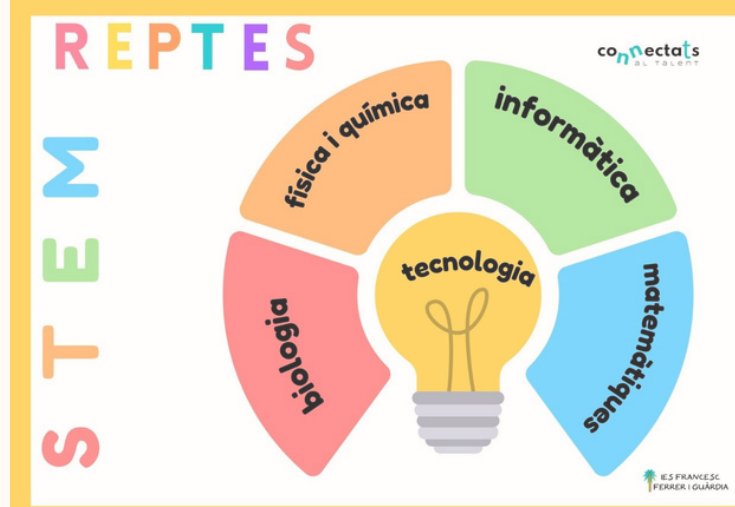 REPTES
connectats
AL TALENT
STEM
física i química
informàtica
tecnologia
biologia
matemàtiques
IES FRANCESC
FERRER I GUÀRDIA